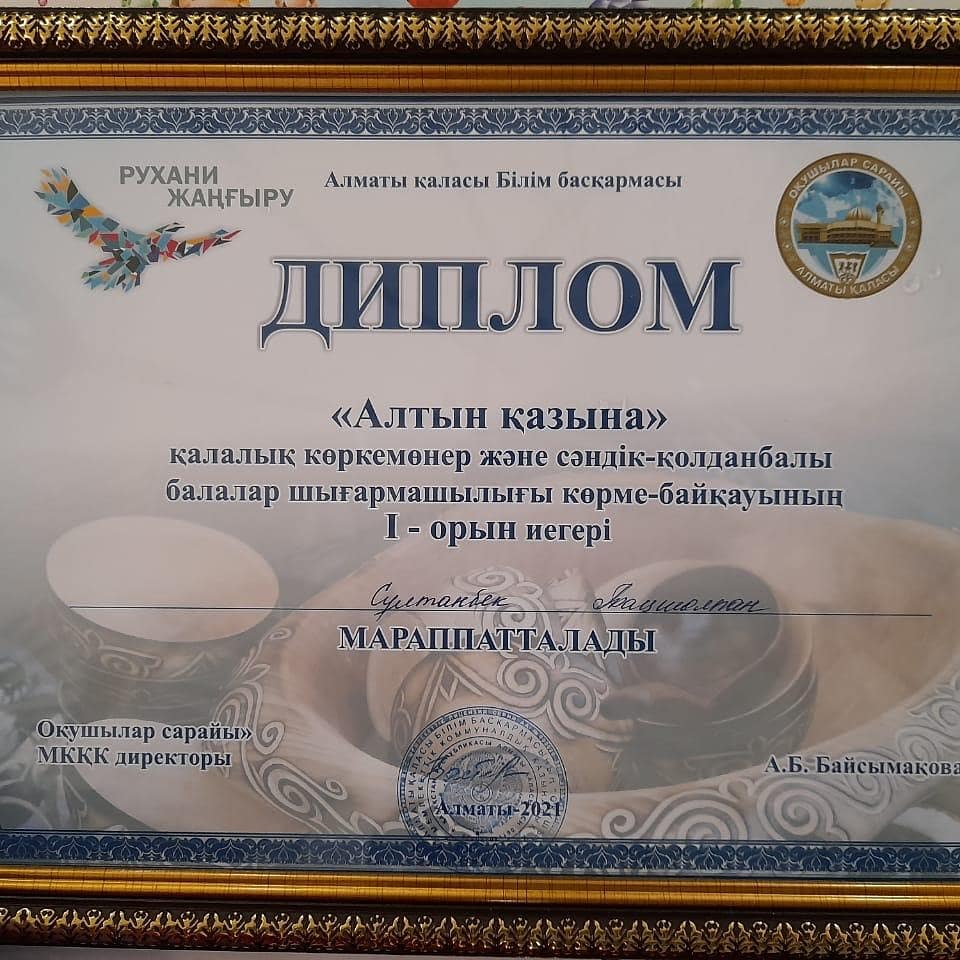 РУХАНИ
ЖАҢҒЫРУ
Алматы қаласы Білім басқармасы
ОҚУШЫЛАР САРАЙЫ
АЛМАТЫ ҚАЛАСЫ
ДИПЛОМ
«Алтын қазына»
қалалық көркемөнер және сәндік-қолданбалы
балалар шығармашылығы көрме-байқауының
I - орын иегері
Сұлтанбек
МАРАППАТТАЛАДЫ
Оқушылар сарайы»
МКҚК директоры
А.Б. Байсымақова
Алматы-2021